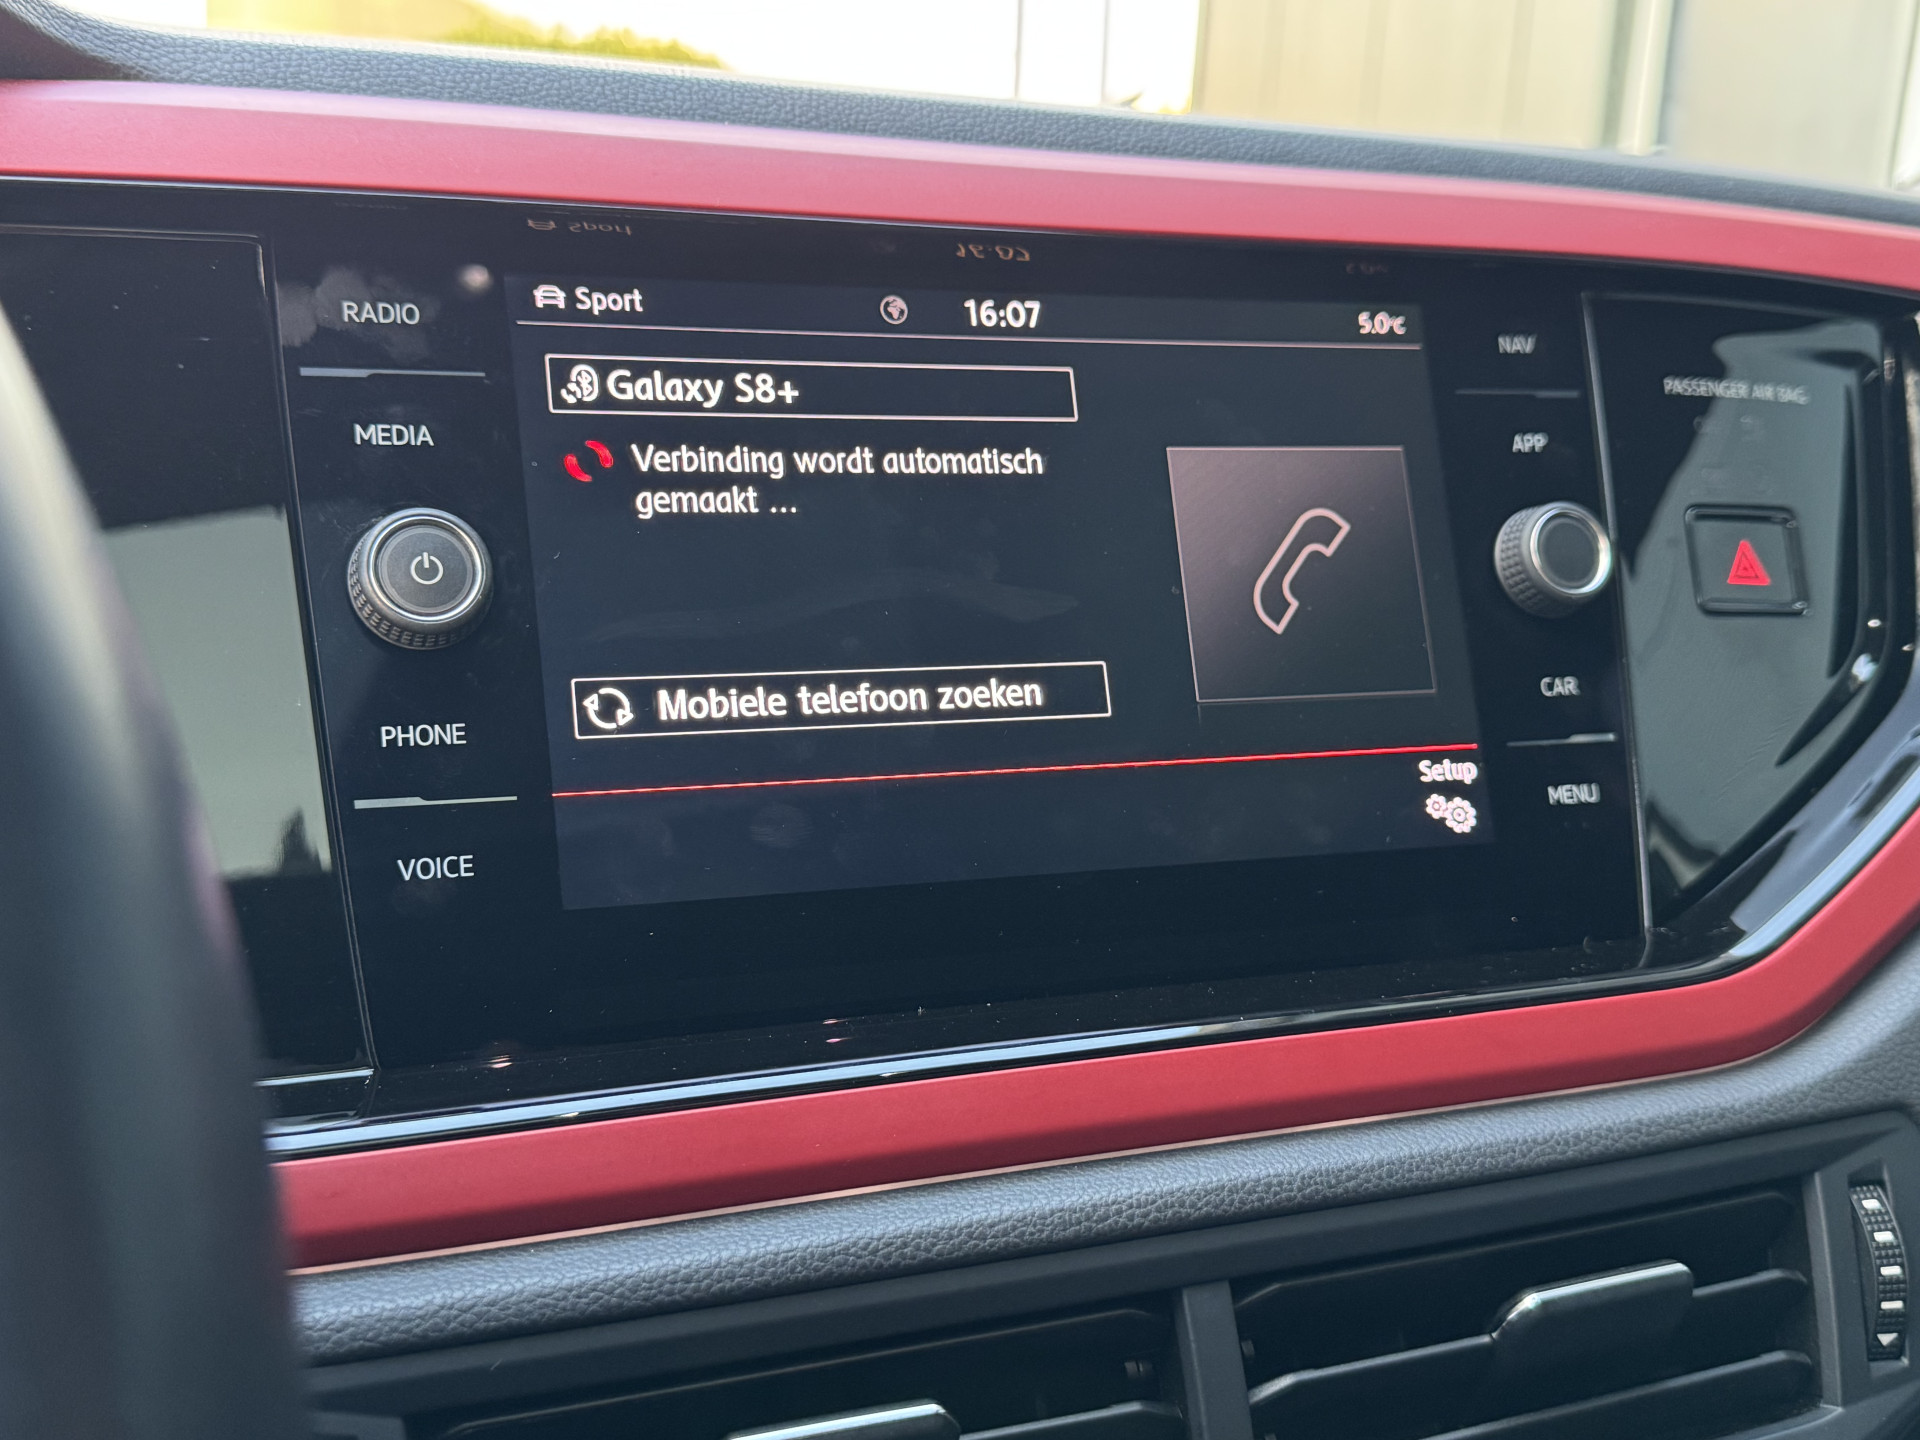 RADIO
MEDIA
PHONE
VOICE
Sport
16:07
5.0°C
Galaxy S8+
Verbinding wordt automatisch
gemaakt ...
Mobiele telefoon zoeken
Setup
NAV
APP
CAR
MENU
PASSENGER AIR BAG